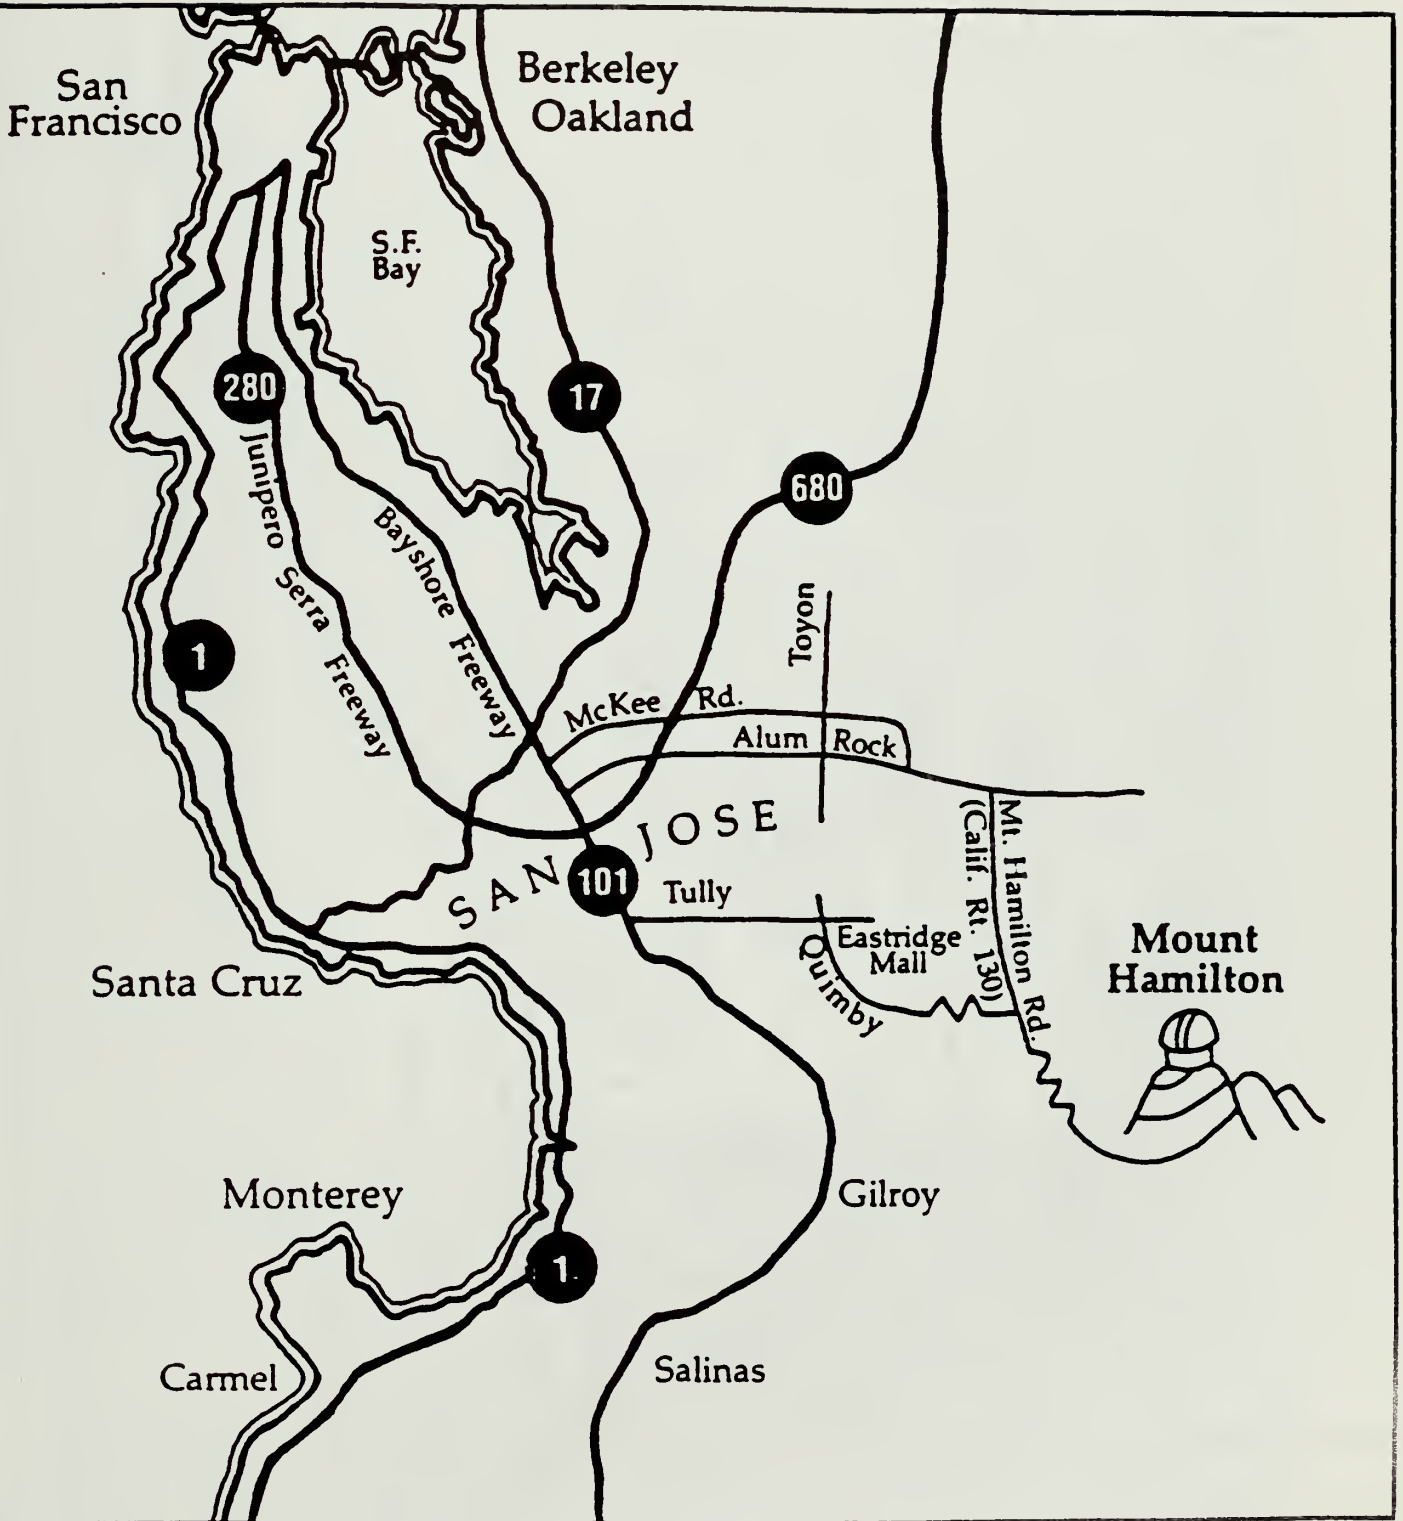 San
Francisco
Berkeley
Oakland
S.F.
Bay
280
17
680
Junipero Serra Freeway
Bayshore Freeway
Toyon
1
McKee Rd.
Alum Rock
SAN JOSE
101
Tully
Mt. Hamilton Rd.
(Calif. Rt. 130)
Eastridge
Mall
Quimby
Mount
Hamilton
Santa Cruz
Monterey
Gilroy
1
Carmel
Salinas